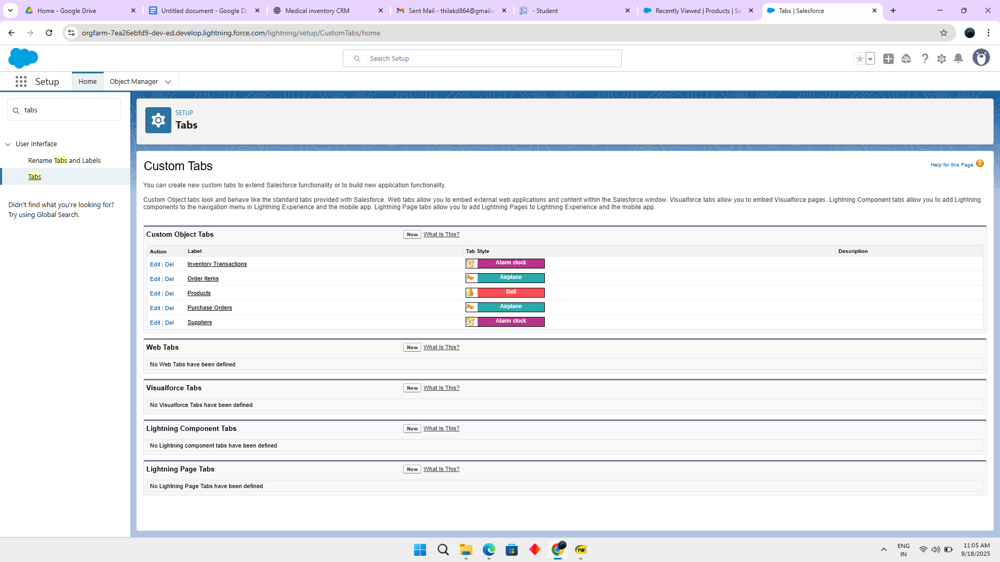 Home - Google Drive
Untitled document - Google Do
Medical inventory CRM
Sent Mail - thilakd864@gmail.c
- Student
Recently Viewed | Products | Sal
Tabs | Salesforce
orgfarm-7ea26ebfd9-dev-ed.develop.lightning.force.com/lightning/setup/CustomTabs/home
Search Setup
Setup
Home
Object Manager
tabs
User Interface
Rename Tabs and Labels
Tabs
Didn't find what you're looking for?
Try using Global Search.
SETUP
Tabs
Custom Tabs
Help for this Page
You can create new custom tabs to extend Salesforce functionality or to build new application functionality.
Custom Object tabs look and behave like the standard tabs provided with Salesforce. Web tabs allow you to embed external web applications and content within the Salesforce window. Visualforce tabs allow you to embed Visualforce pages. Lightning Component tabs allow you to add Lightning
components to the navigation menu in Lightning Experience and the mobile app. Lightning Page tabs allow you to add Lightning Pages to Lightning Experience and the mobile app.
Custom Object Tabs New What Is This?
Action Label Tab Style Description
Edit | Del Inventory Transactions Alarm clock
Edit | Del Order Items Airplane
Edit | Del Products Bell
Edit | Del Purchase Orders Airplane
Edit | Del Suppliers Alarm clock
Web Tabs New What Is This?
No Web Tabs have been defined
Visualforce Tabs New What Is This?
No Visualforce Tabs have been defined
Lightning Component Tabs New What Is This?
No Lightning component tabs have been defined
Lightning Page Tabs New What Is This?
No Lightning Page Tabs have been defined
PDF
ENG
IN
11:05 AM
9/18/2025